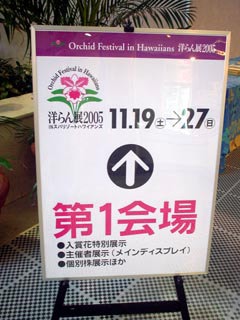 Orchid Festival in Hawaiians 洋らん展2005
Orchid Festival in Hawaiians
洋らん展2005
INスパリゾートハワイアンズ
11.19(土)→27(日)
↑
第1会場
●入賞花特別展示
●主催者展示(メインディスプレイ)
●個別株展示ほか